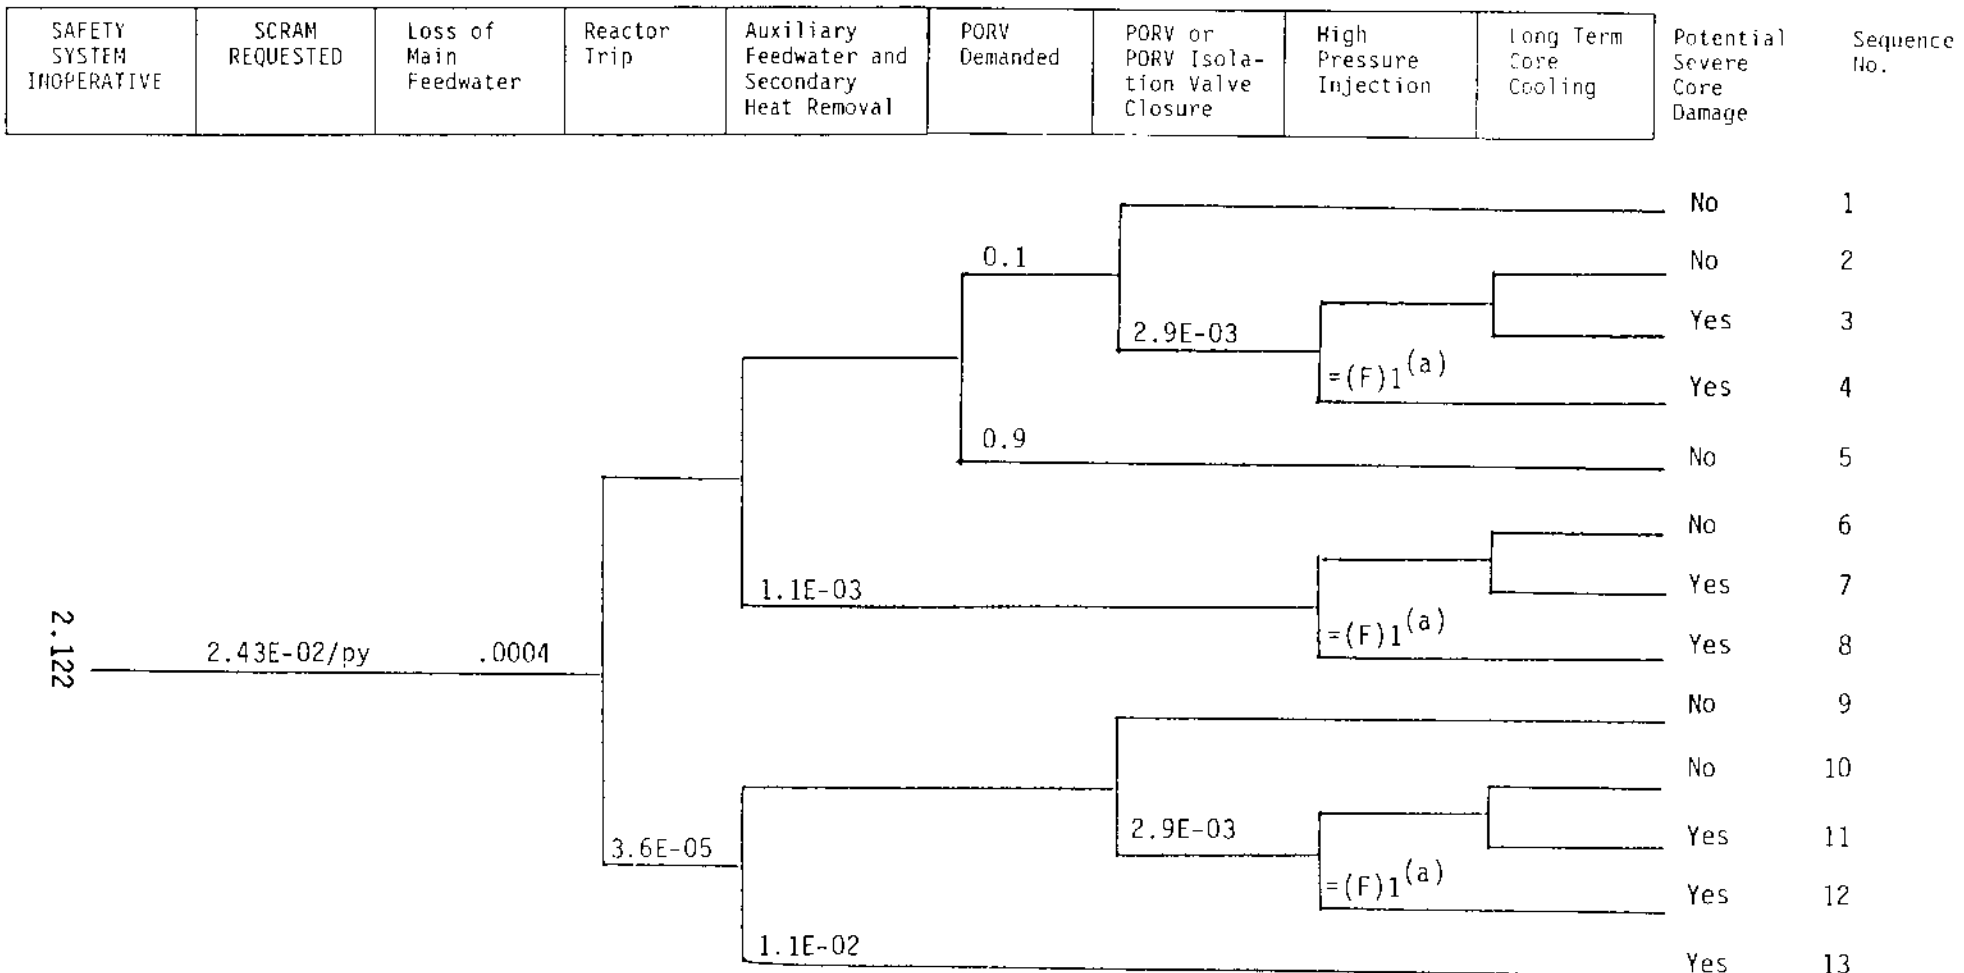 SAFETY
SYSTEM
INOPERATIVE
SCRAM
REQUESTED
Loss of
Main
Feedwater
Reactor
Trip
Auxiliary
Feedwater and
Secondary
Heat Removal
PORV
Demanded
PORV or
PORV Isola-
tion Valve
Closure
High
Pressure
Injection
Long Term
Core
Cooling
Potential
Severe
Core
Damage
Sequence
No.
No 1
0.1
No 2
2.9E-03
Yes 3
=(F)1(a)
Yes 4
0.9
No 5
No 6
1.1E-03
Yes 7
=(F)1(a)
Yes 8
2.122
2.43E-02/py
.0004
No 9
No 10
3.6E-05
2.9E-03
Yes 11
=(F)1(a)
Yes 12
1.1E-02
Yes 13